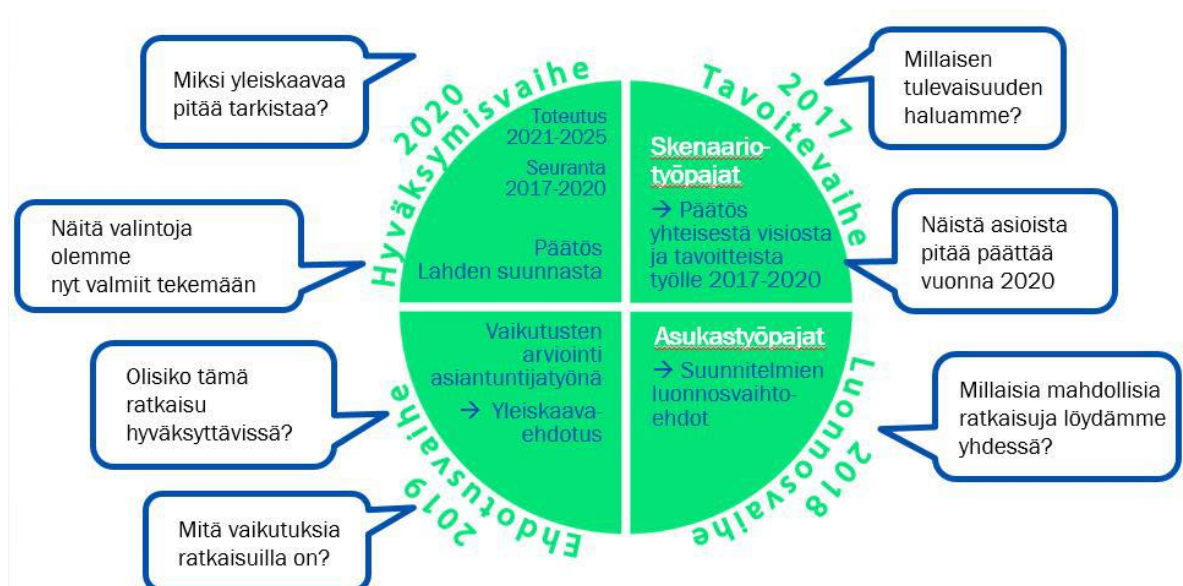 Miksi yleiskaavaa
pitää tarkistaa?
Millaisen
tulevaisuuden
haluamme?
2020
Hyväksymisvaihe
2017
Tavoitevaihe
Toteutus
2021-2025
Seuranta
2017-2020
Päätös
Lahden suunnasta
Skenaario-
työpajat
→ Päätös
yhteisestä visiosta
ja tavoitteista
työlle 2017-2020
Näitä valintoja
olemme
nyt valmiit tekemään
Näistä asioista
pitää päättää
vuonna 2020
Vaikutusten
arviointi
asiantuntijatyönä
→ Yleiskaava-
ehdotus
Asukastyöpajat
→ Suunnitelmien
luonnosvaihto-
ehdot
Olisiko tämä
ratkaisu
hyväksyttävissä?
Millaisia mahdollisia
ratkaisuja löydämme
yhdessä?
Ehdotusvaihe
2019
Luonnosvaihe
2018
Mitä vaikutuksia
ratkaisuilla on?